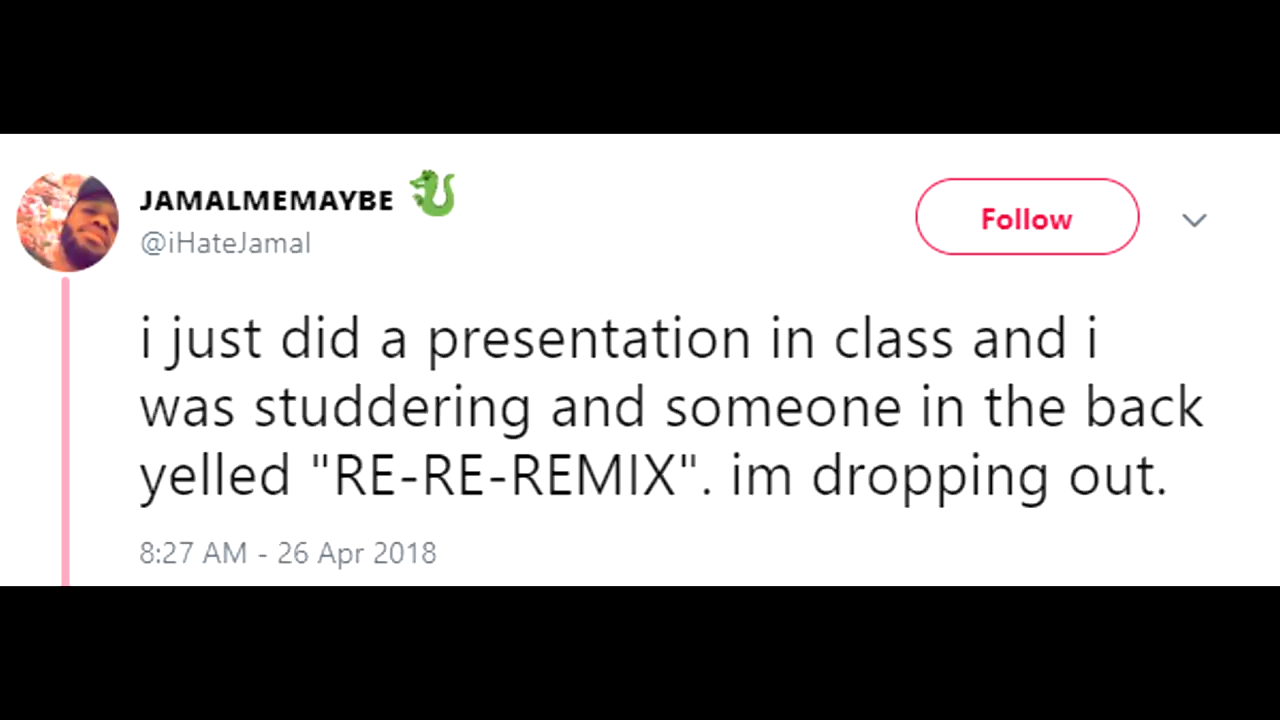 JAMALMEMAYBE 🐉
@iHateJamal
Follow
i just did a presentation in class and i
was studdering and someone in the back
yelled "RE-RE-REMIX". im dropping out.
8:27 AM - 26 Apr 2018